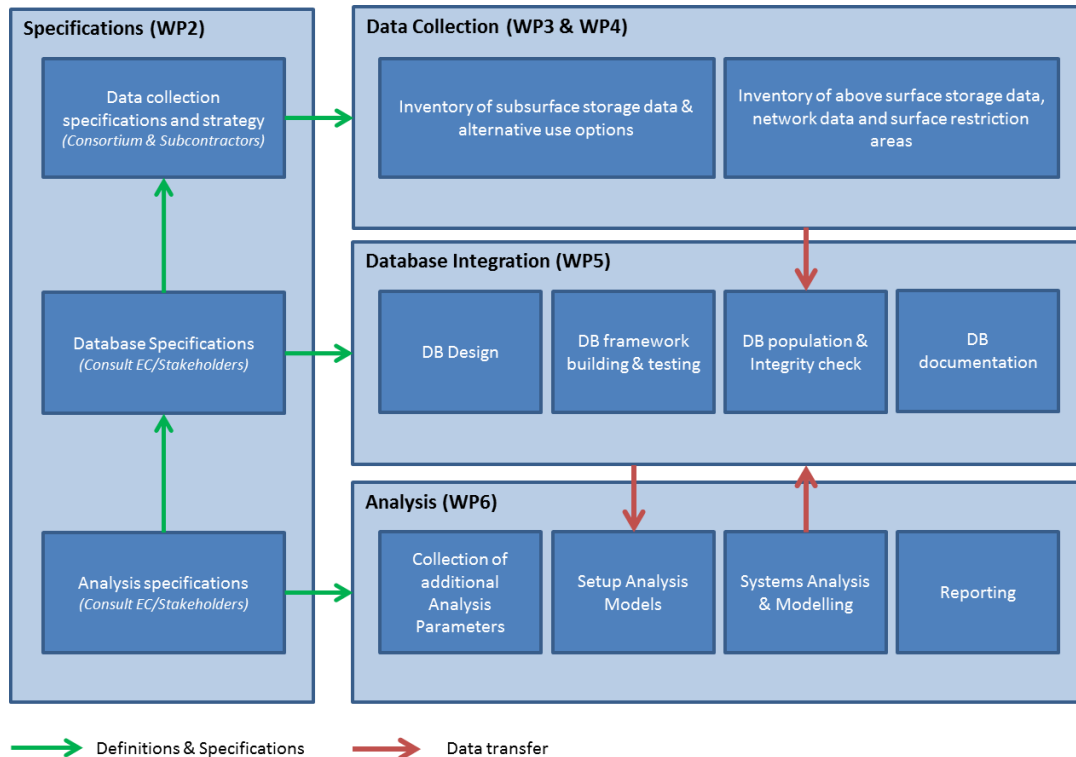 Specifications (WP2)
Data collection
specifications and strategy
(Consortium & Subcontractors)
Database Specifications
(Consult EC/Stakeholders)
Analysis specifications
(Consult EC/Stakeholders)
Data Collection (WP3 & WP4)
Inventory of subsurface storage data &
alternative use options
Inventory of above surface storage data,
network data and surface restriction
areas
Database Integration (WP5)
DB Design
DB framework
building & testing
DB population &
Integrity check
DB
documentation
Analysis (WP6)
Collection of
additional
Analysis
Parameters
Setup Analysis
Models
Systems Analysis
& Modelling
Reporting
Definitions & Specifications
Data transfer